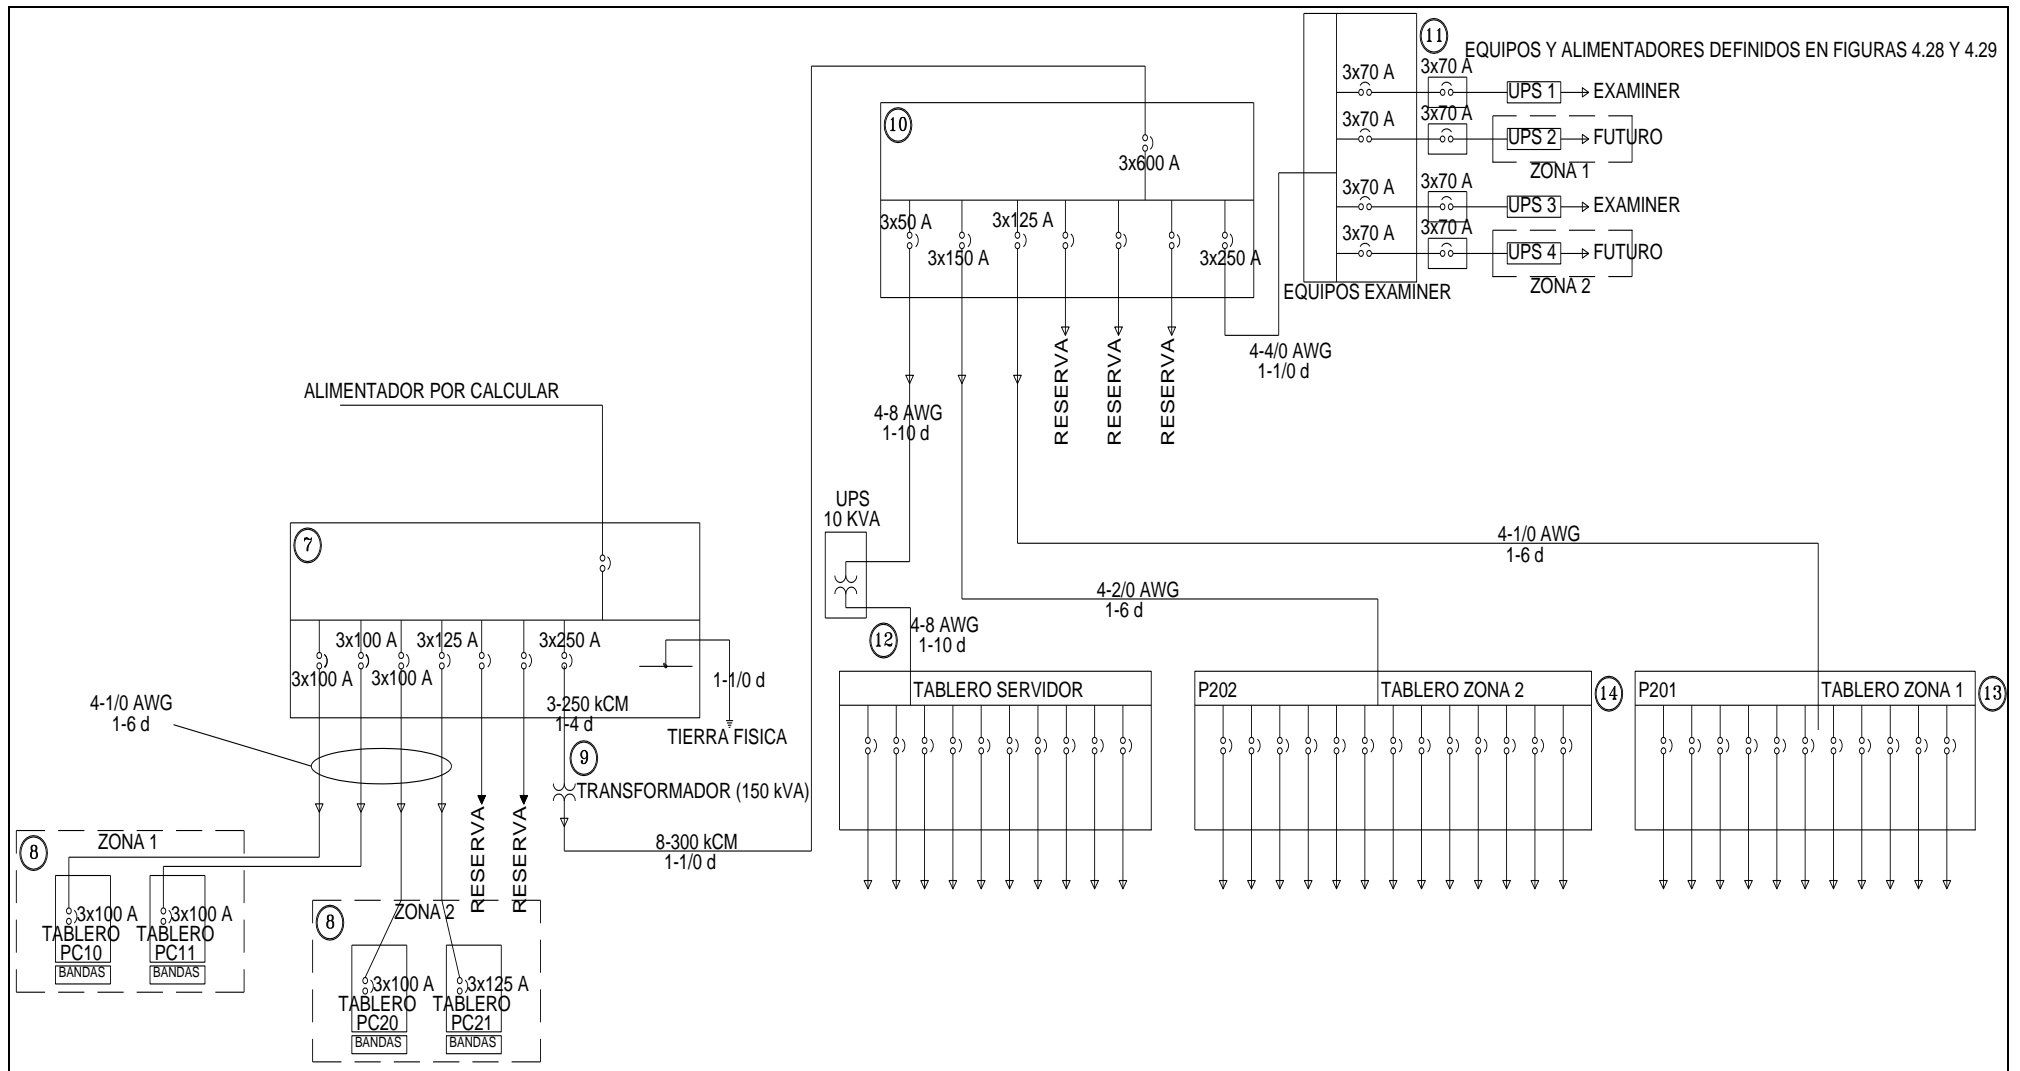 11
EQUIPOS Y ALIMENTADORES DEFINIDOS EN FIGURAS 4.28 Y 4.29
3x70 A
3x70 A
UPS 1
EXAMINER
3x70 A
3x70 A
UPS 2
FUTURO
ZONA 1
3x70 A
3x70 A
UPS 3
EXAMINER
3x70 A
3x70 A
UPS 4
FUTURO
ZONA 2
EQUIPOS EXAMINER
10
3x600 A
3x50 A
3x125 A
3x150 A
3x250 A
RESERVA
RESERVA
RESERVA
4-4/0 AWG
1-1/0 d
4-8 AWG
1-10 d
ALIMENTADOR POR CALCULAR
UPS
10 KVA
4-1/0 AWG
1-6 d
4-2/0 AWG
1-6 d
4-8 AWG
1-10 d
12
7
3x100 A
3x125 A
3x250 A
3x100 A
3x100 A
1-1/0 d
3-250 kCM
1-4 d
TIERRA FISICA
4-1/0 AWG
1-6 d
9
TRANSFORMADOR (150 kVA)
RESERVA
RESERVA
8-300 kCM
1-1/0 d
TABLERO SERVIDOR
P202
TABLERO ZONA 2
14
P201
TABLERO ZONA 1
13
8
ZONA 1
3x100 A
TABLERO
PC10
BANDAS
3x100 A
TABLERO
PC11
BANDAS
8
ZONA 2
3x100 A
TABLERO
PC20
BANDAS
3x125 A
TABLERO
PC21
BANDAS